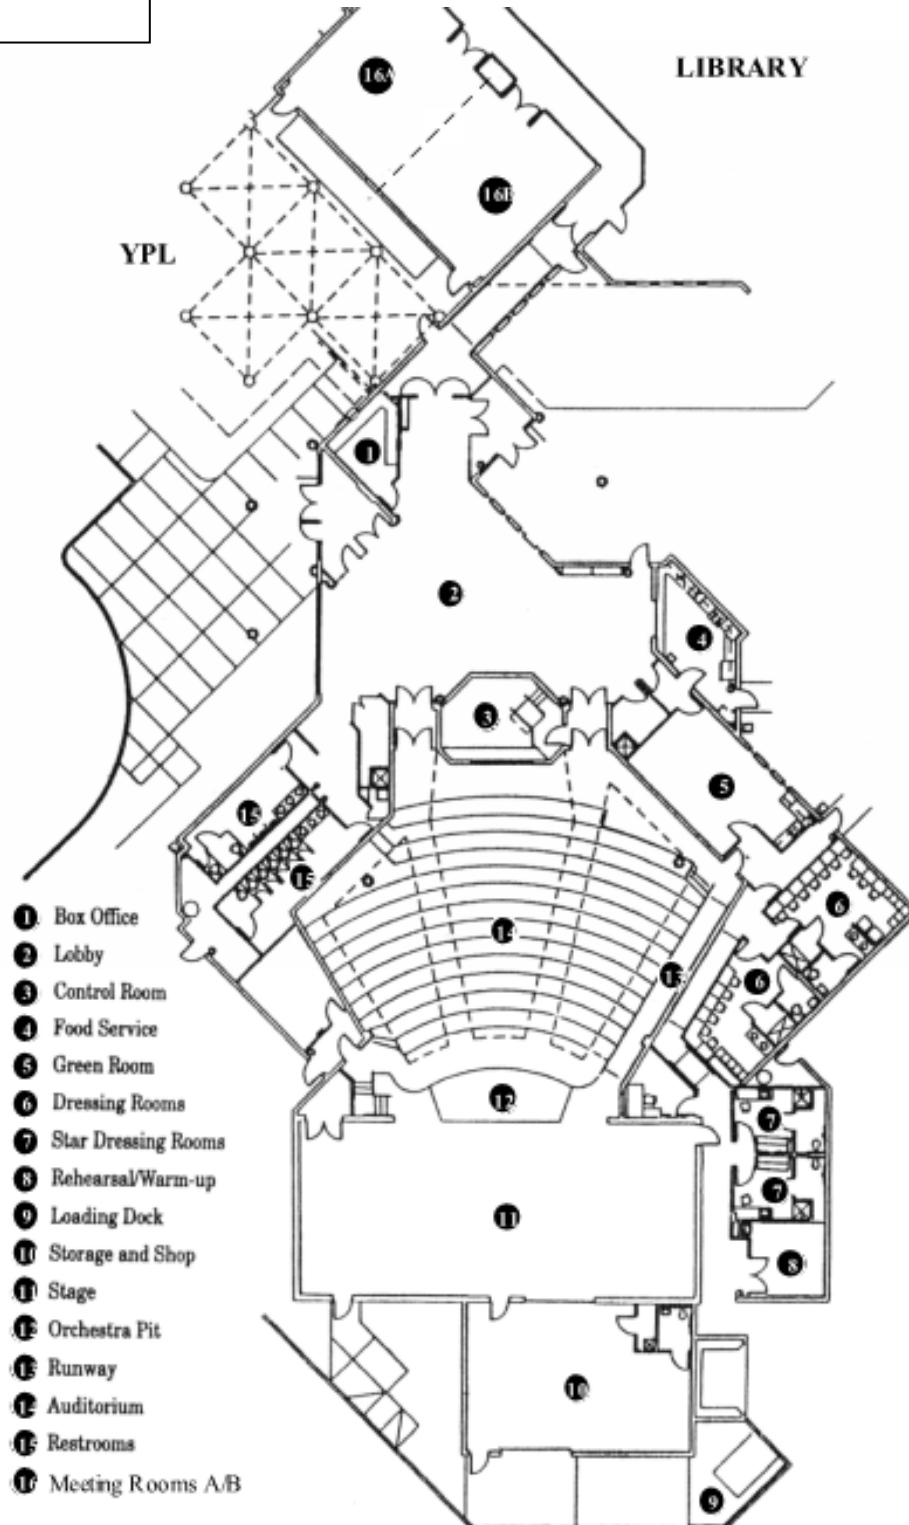 16A
LIBRARY
16B
YPL
1
2
4
3
5
15
15
6
14
13
6
12
7
7
11
8
10
9
1 Box Office
2 Lobby
3 Control Room
4 Food Service
5 Green Room
6 Dressing Rooms
7 Star Dressing Rooms
8 Rehearsal/Warm-up
9 Loading Dock
10 Storage and Shop
11 Stage
12 Orchestra Pit
13 Runway
14 Auditorium
15 Restrooms
16 Meeting Rooms A/B